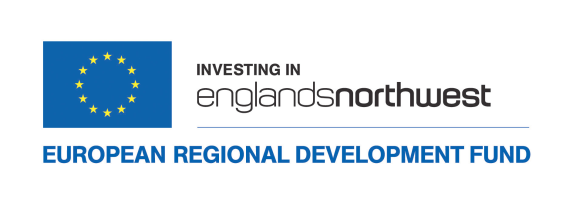 INVESTING IN
englandsnorthwest
EUROPEAN REGIONAL DEVELOPMENT FUND